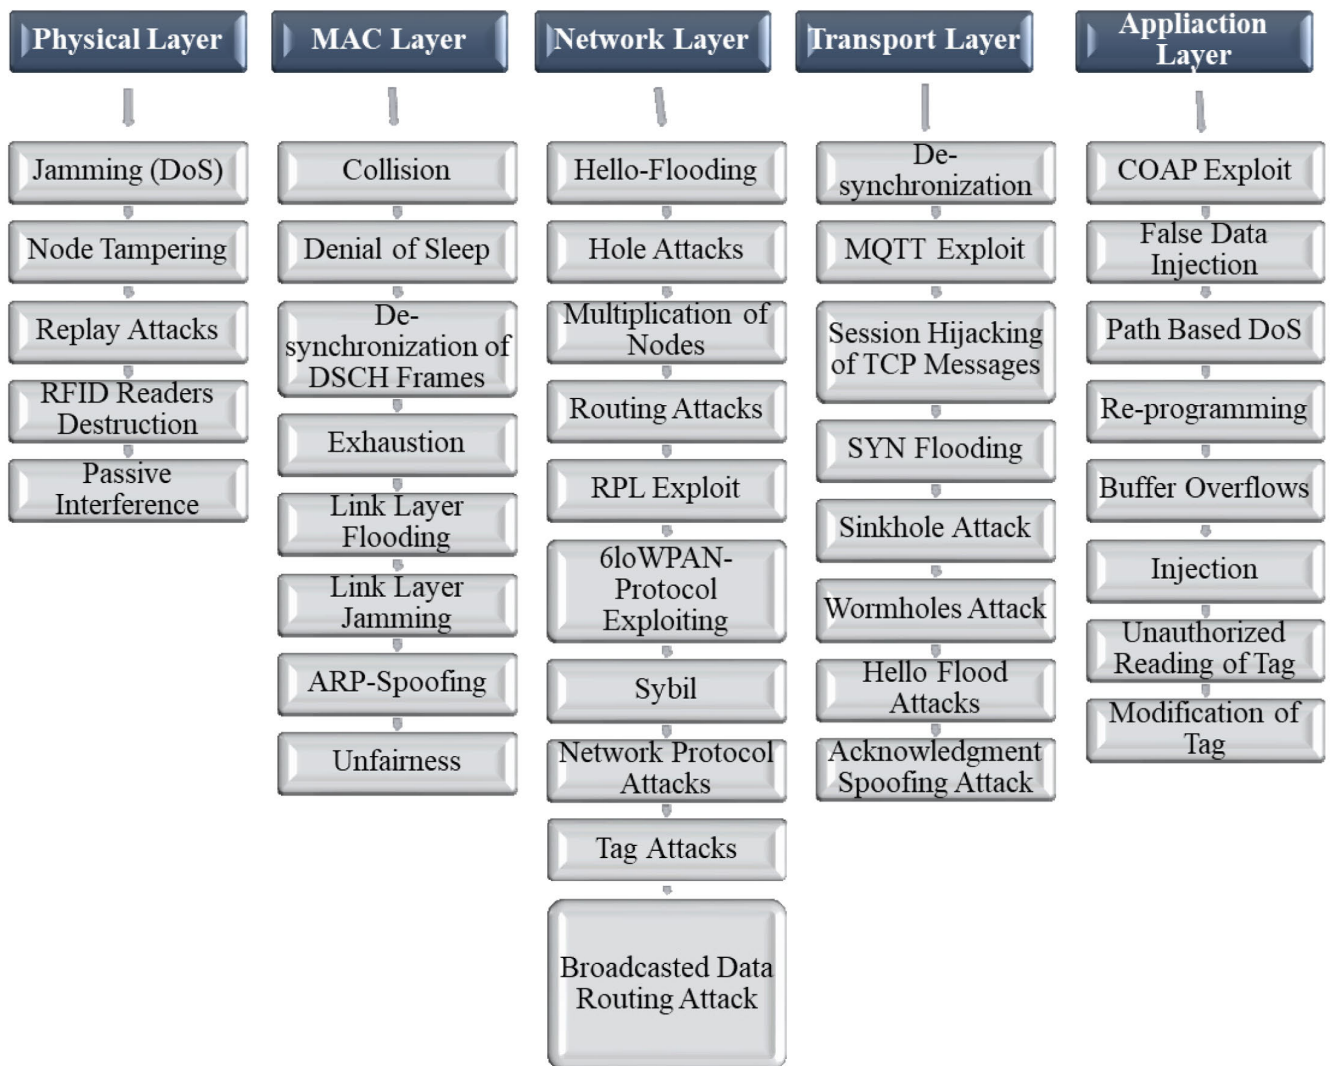 Physical Layer
MAC Layer
Network Layer
Transport Layer
Appliaction
Layer
Jamming (DoS)
Node Tampering
Replay Attacks
RFID Readers
Destruction
Passive
Interference
Collision
Denial of Sleep
De-
synchronization of
DSCH Frames
Exhaustion
Link Layer
Flooding
Link Layer
Jamming
ARP-Spoofing
Unfairness
Hello-Flooding
Hole Attacks
Multiplication of
Nodes
Routing Attacks
RPL Exploit
6loWPAN-
Protocol
Exploiting
Sybil
Network Protocol
Attacks
Tag Attacks
Broadcasted Data
Routing Attack
De-
synchronization
MQTT Exploit
Session Hijacking
of TCP Messages
SYN Flooding
Sinkhole Attack
Wormholes Attack
Hello Flood
Attacks
Acknowledgment
Spoofing Attack
COAP Exploit
False Data
Injection
Path Based DoS
Re-programming
Buffer Overflows
Injection
Unauthorized
Reading of Tag
Modification of
Tag